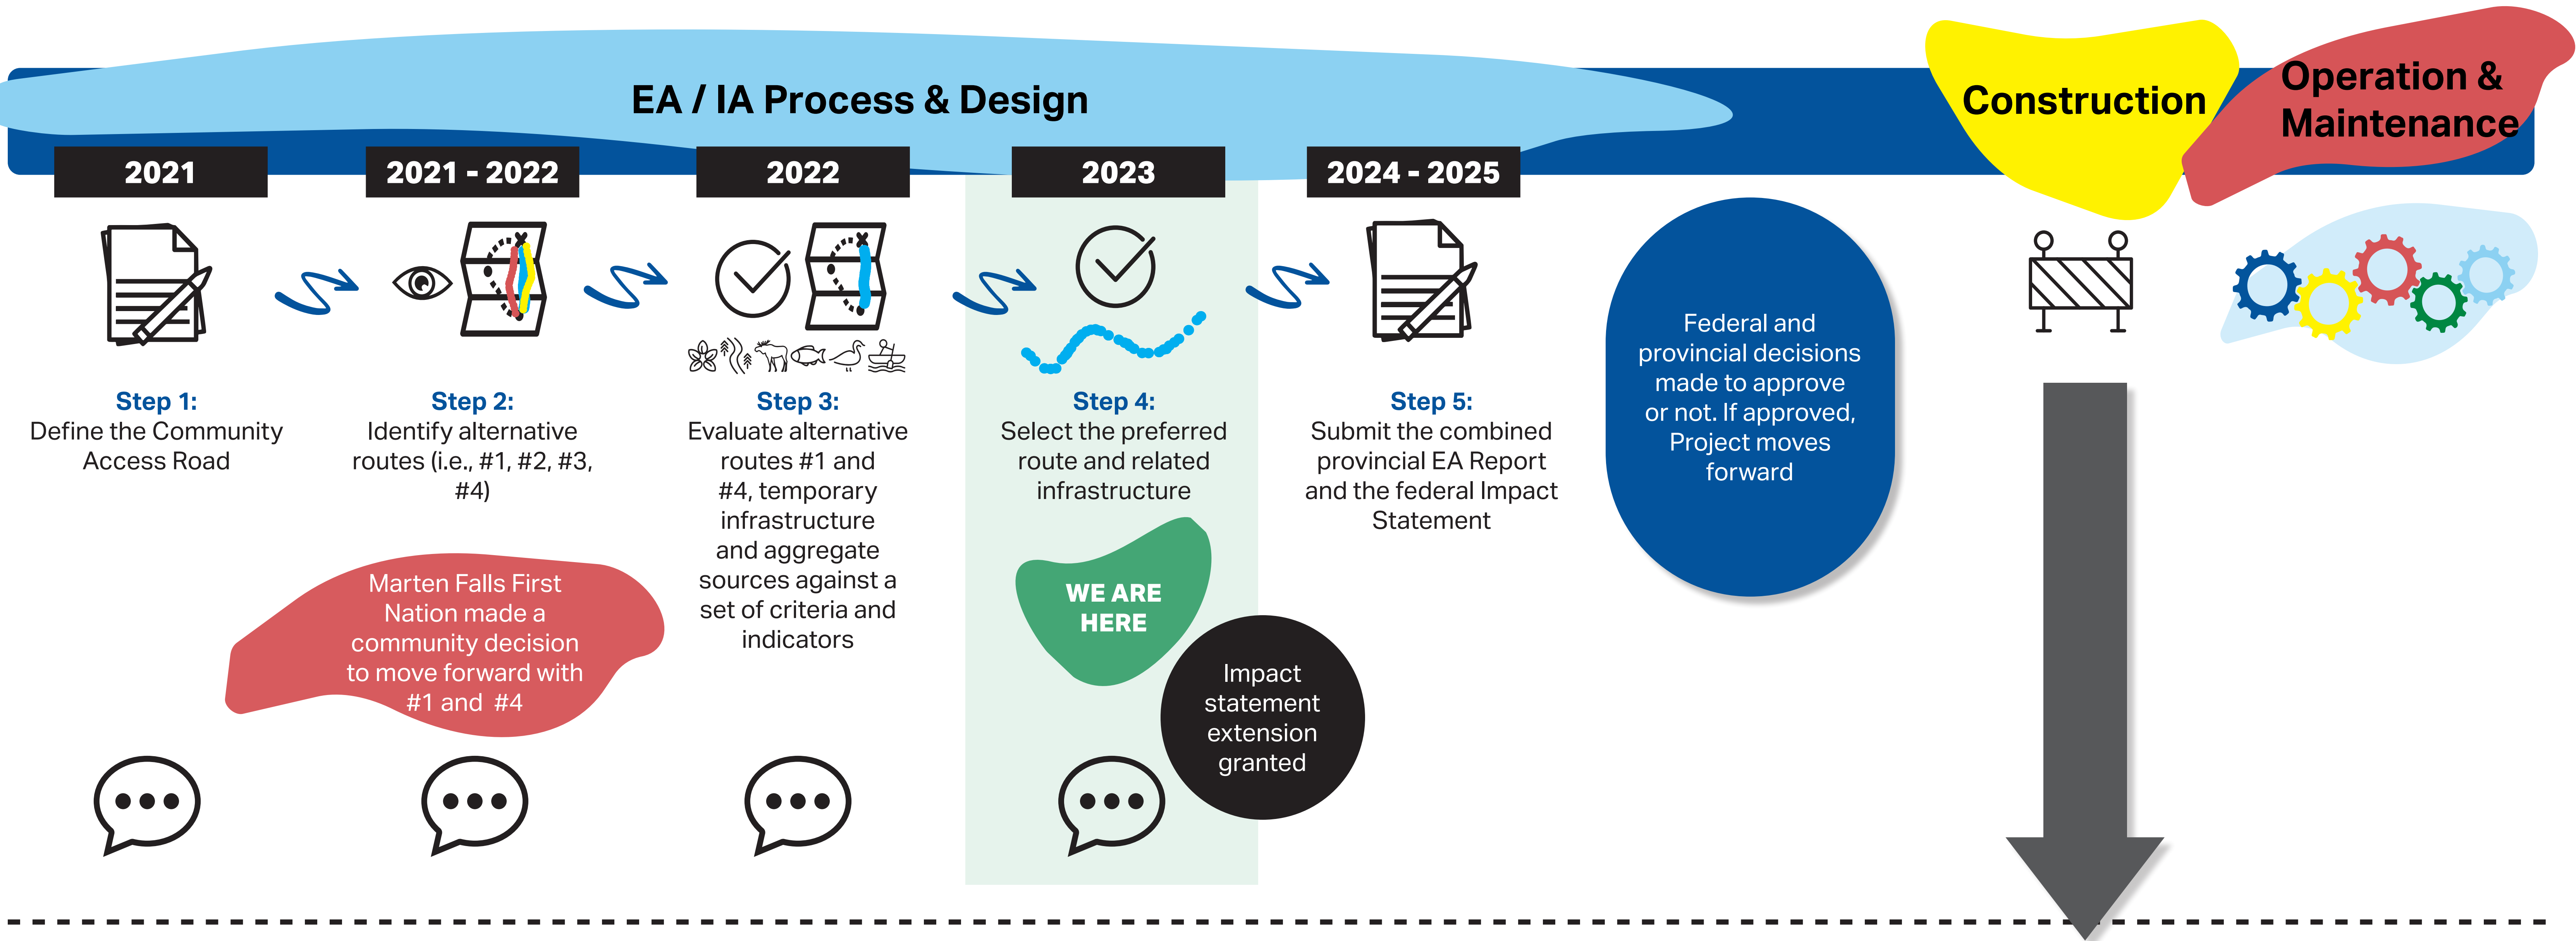 EA / IA Process & Design
Construction
Operation &
Maintenance
2021
2021 - 2022
2022
2023
2024 - 2025
Step 1:
Define the Community
Access Road
Step 2:
Identify alternative
routes (i.e., #1, #2, #3,
#4)
Marten Falls First
Nation made a
community decision
to move forward with
#1 and #4
Step 3:
Evaluate alternative
routes #1 and
#4, temporary
infrastructure
and aggregate
sources against a
set of criteria and
indicators
Step 4:
Select the preferred
route and related
infrastructure
WE ARE
HERE
Impact
statement
extension
granted
Step 5:
Submit the combined
provincial EA Report
and the federal Impact
Statement
Federal and
provincial decisions
made to approve
or not. If approved,
Project moves
forward